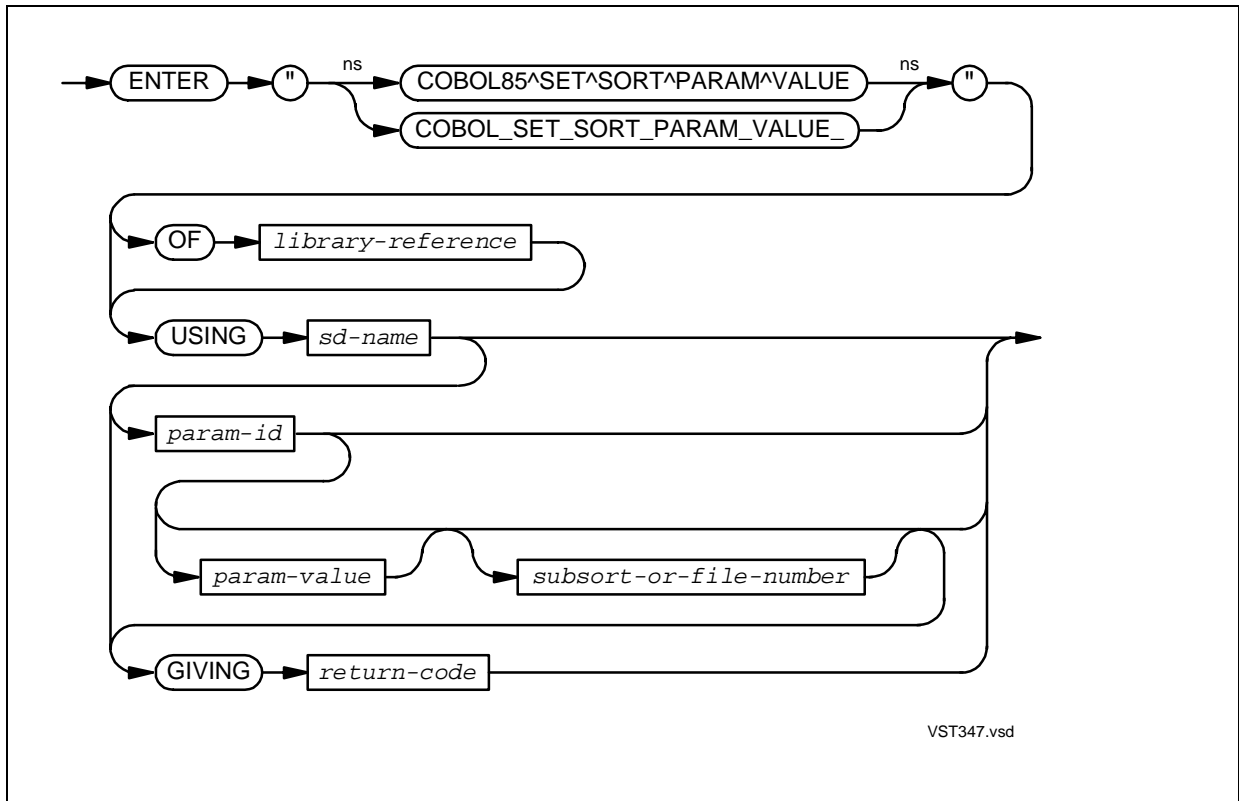 ENTER " ns COBOL85^SET^SORT^PARAM^VALUE ns "
COBOL_SET_SORT_PARAM_VALUE_
OF library-reference
USING sd-name
param-id
param-value subsort-or-file-number
GIVING return-code
VST347.vsd